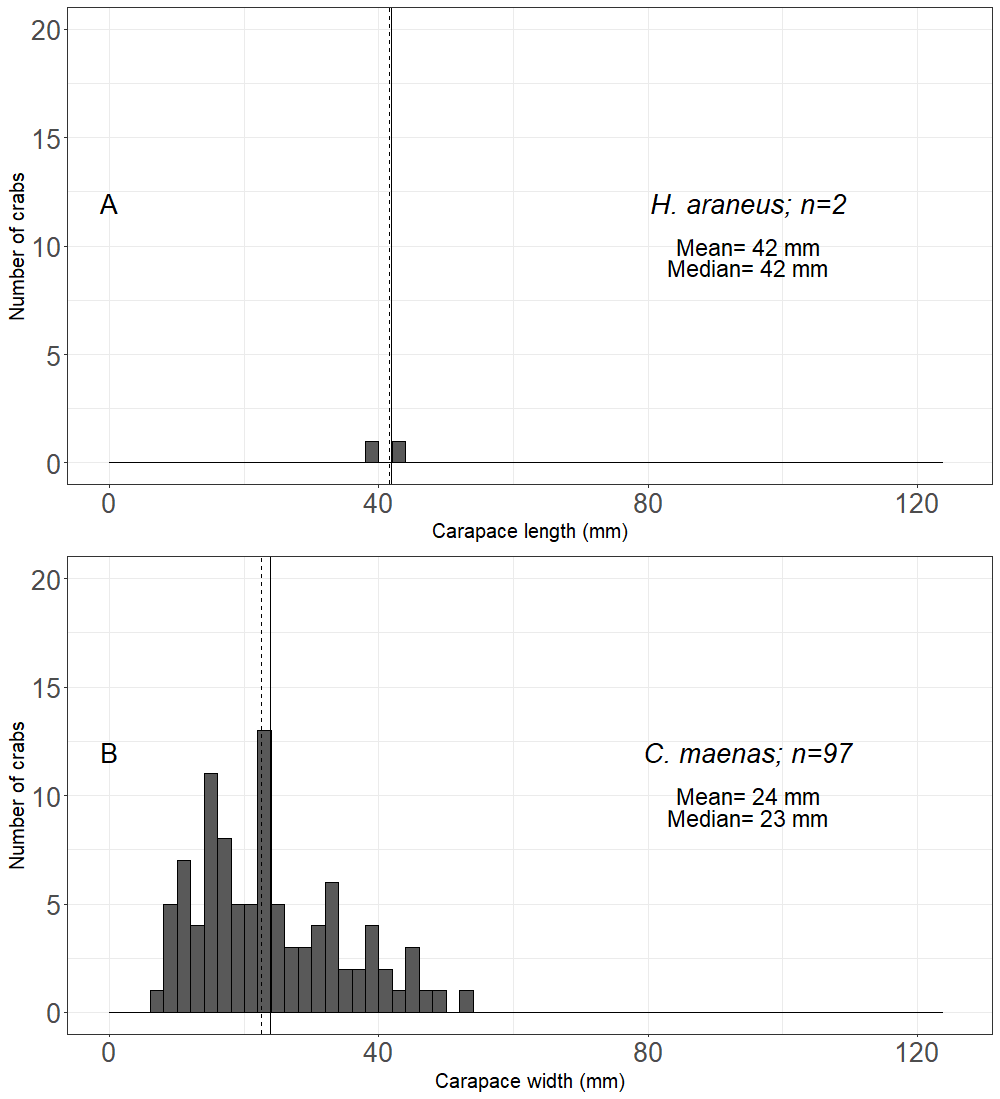 20
15
10
5
0
Number of crabs
A
H. araneus; n=2
Mean= 42 mm
Median= 42 mm
0 40 80 120
Carapace length (mm)
20
15
10
5
0
Number of crabs
B
C. maenas; n=97
Mean= 24 mm
Median= 23 mm
0 40 80 120
Carapace width (mm)